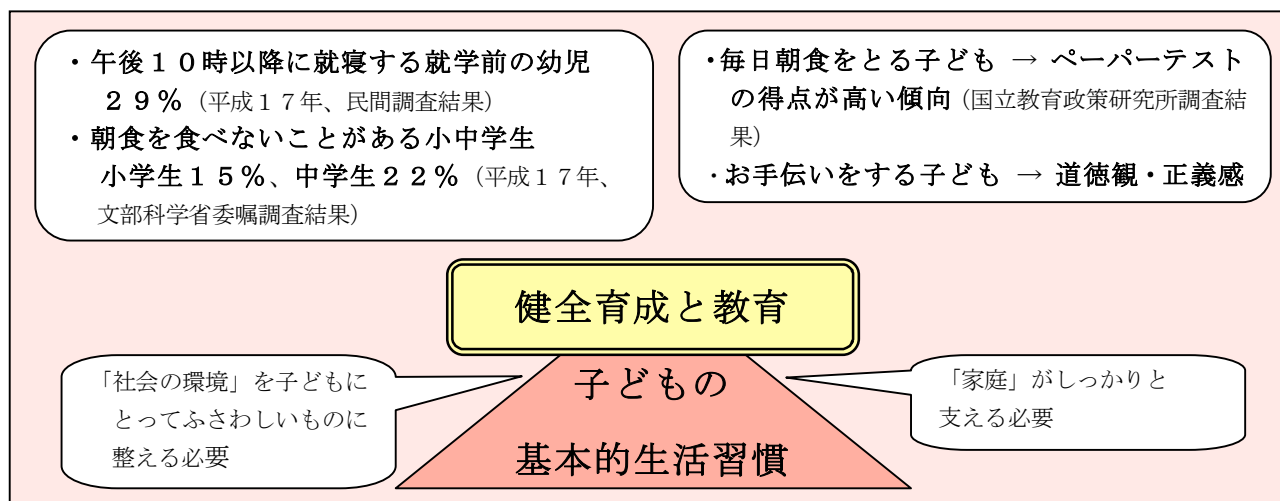 ・午後１０時以降に就寝する就学前の幼児
２９％（平成１７年、民間調査結果）
・朝食を食べないことがある小中学生
小学生１５％、中学生２２％（平成１７年、
文部科学省委嘱調査結果）
・毎日朝食をとる子ども → ペーパーテスト
の得点が高い傾向（国立教育政策研究所調査結
果）
・お手伝いをする子ども → 道徳観・正義感
健全育成と教育
「社会の環境」を子どもに
とってふさわしいものに
整える必要
子どもの
基本的生活習慣
「家庭」がしっかりと
支える必要